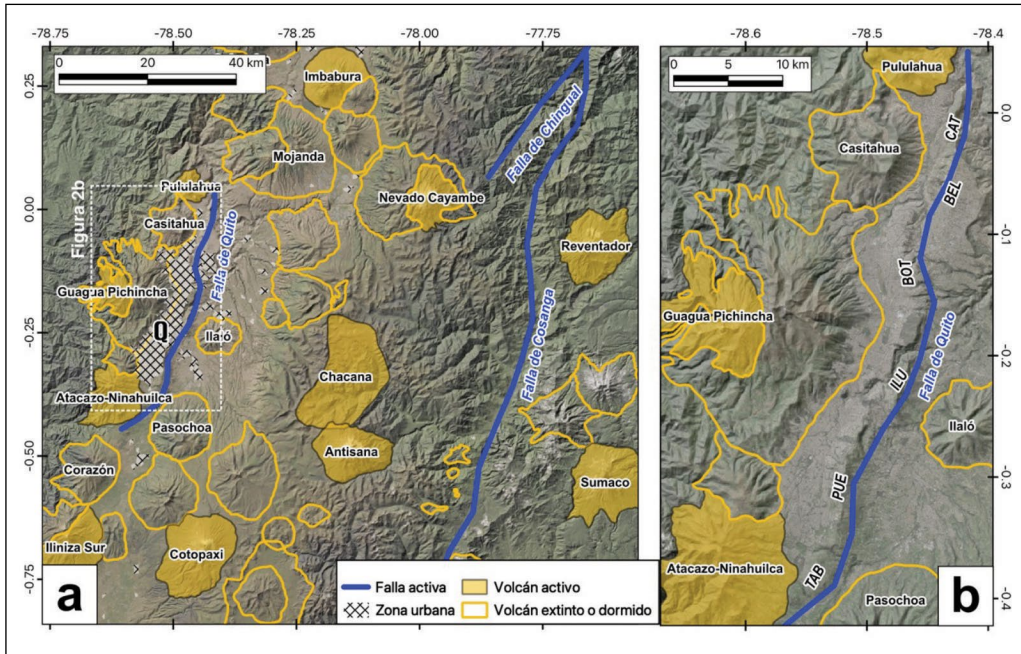 -78.75
-78.50
-78.25
-78.00
-77.75
0
20
40 km
0.25
0.00
-0.25
-0.50
-0.75
Imbabura
Mojanda
Falla de Chingual
Nevado Cayambe
Figura 2b
Pululahua
Casitahua
Falla de Quito
Reventador
Guagua Pichincha
Q
Ilaló
Chacana
Falla de Cosanga
Atacazo-Ninahuilca
Pasochoa
Antisana
Corazón
Sumaco
Iliniza Sur
Cotopaxi
a
Falla activa
Volcán activo
Zona urbana
Volcán extinto o dormido
-78.6
-78.5
-78.4
0
5
10 km
0.0
-0.1
-0.2
-0.3
-0.4
Pululahua
CAT
Casitahua
BEL
BOT
Guagua Pichincha
ILU
Falla de Quito
Ilaló
PUE
Atacazo-Ninahuilca
TAB
Pasochoa
b